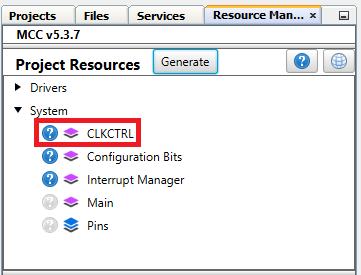 Projects Files Services Resource Man... ×
MCC v5.3.7
Project Resources Generate ?
Drivers
System
? CLKCTRL
? Configuration Bits
? Interrupt Manager
? Main
? Pins